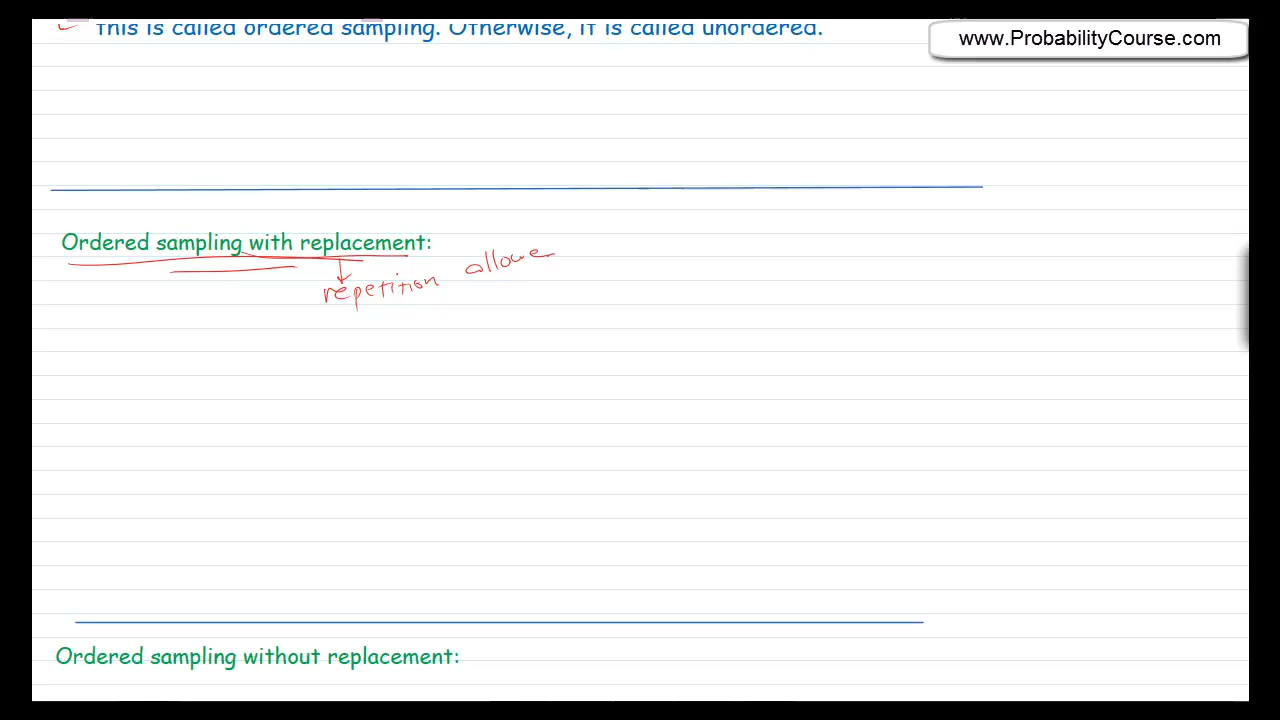 this is called ordered sampling. Otherwise, it is called unordered.
www.ProbabilityCourse.com
Ordered sampling with replacement:
repetition allowe
Ordered sampling without replacement: